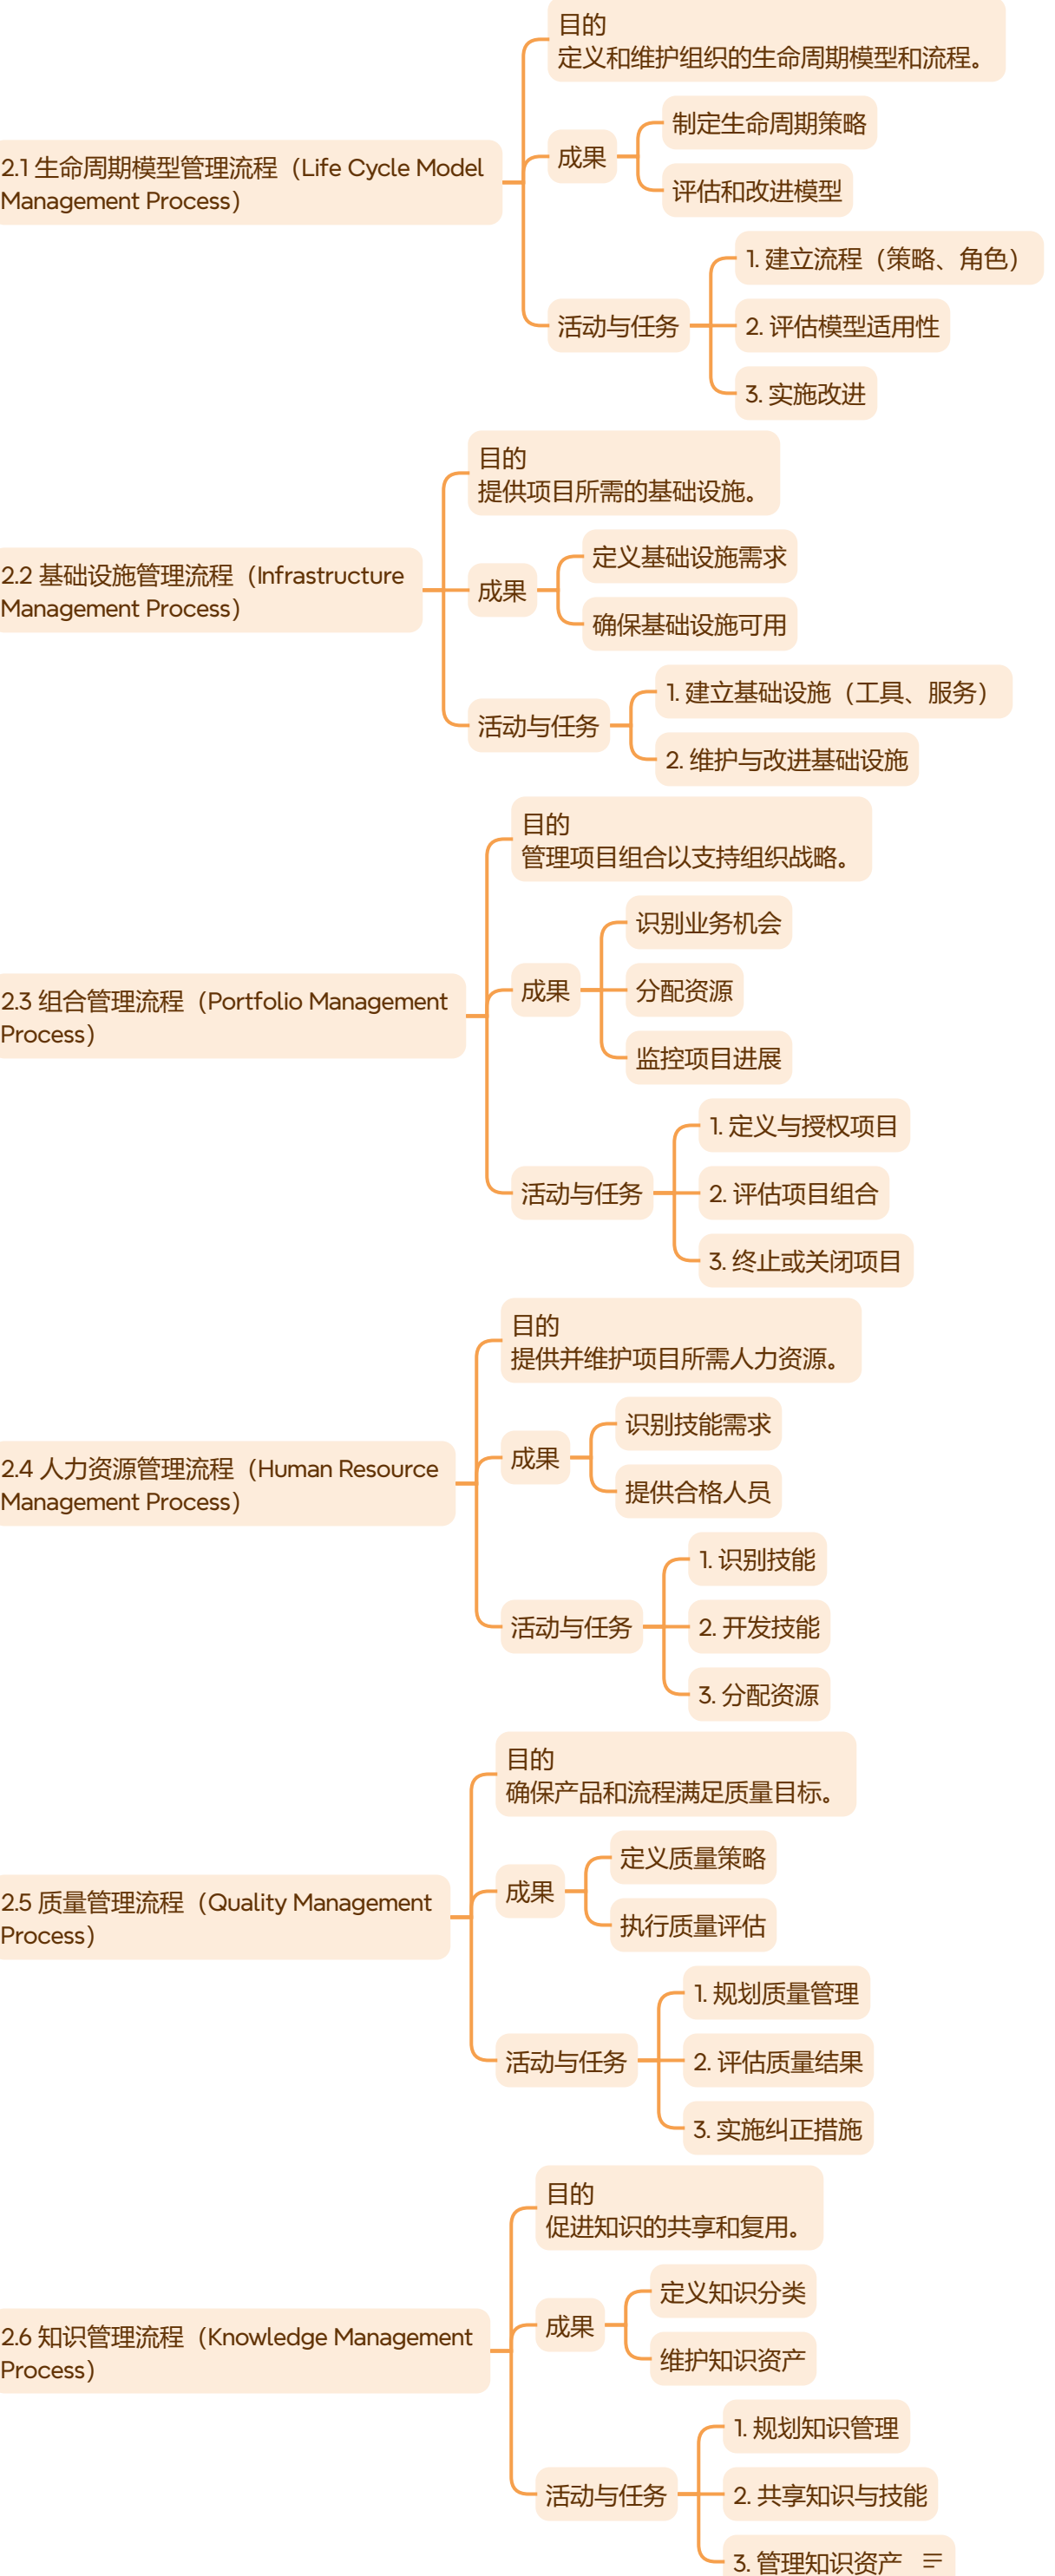 2.1 生命周期模型管理流程（Life Cycle Model
Management Process）
目的
定义和维护组织的生命周期模型和流程。
成果
制定生命周期策略
评估和改进模型
活动与任务
1. 建立流程（策略、角色）
2. 评估模型适用性
3. 实施改进
2.2 基础设施管理流程（Infrastructure
Management Process）
目的
提供项目所需的基础设施。
成果
定义基础设施需求
确保基础设施可用
活动与任务
1. 建立基础设施（工具、服务）
2. 维护与改进基础设施
2.3 组合管理流程（Portfolio Management
Process）
目的
管理项目组合以支持组织战略。
成果
识别业务机会
分配资源
监控项目进展
活动与任务
1. 定义与授权项目
2. 评估项目组合
3. 终止或关闭项目
2.4 人力资源管理流程（Human Resource
Management Process）
目的
提供并维护项目所需人力资源。
成果
识别技能需求
提供合格人员
活动与任务
1. 识别技能
2. 开发技能
3. 分配资源
2.5 质量管理流程（Quality Management
Process）
目的
确保产品和流程满足质量目标。
成果
定义质量策略
执行质量评估
活动与任务
1. 规划质量管理
2. 评估质量结果
3. 实施纠正措施
2.6 知识管理流程（Knowledge Management
Process）
目的
促进知识的共享和复用。
成果
定义知识分类
维护知识资产
活动与任务
1. 规划知识管理
2. 共享知识与技能
3. 管理知识资产